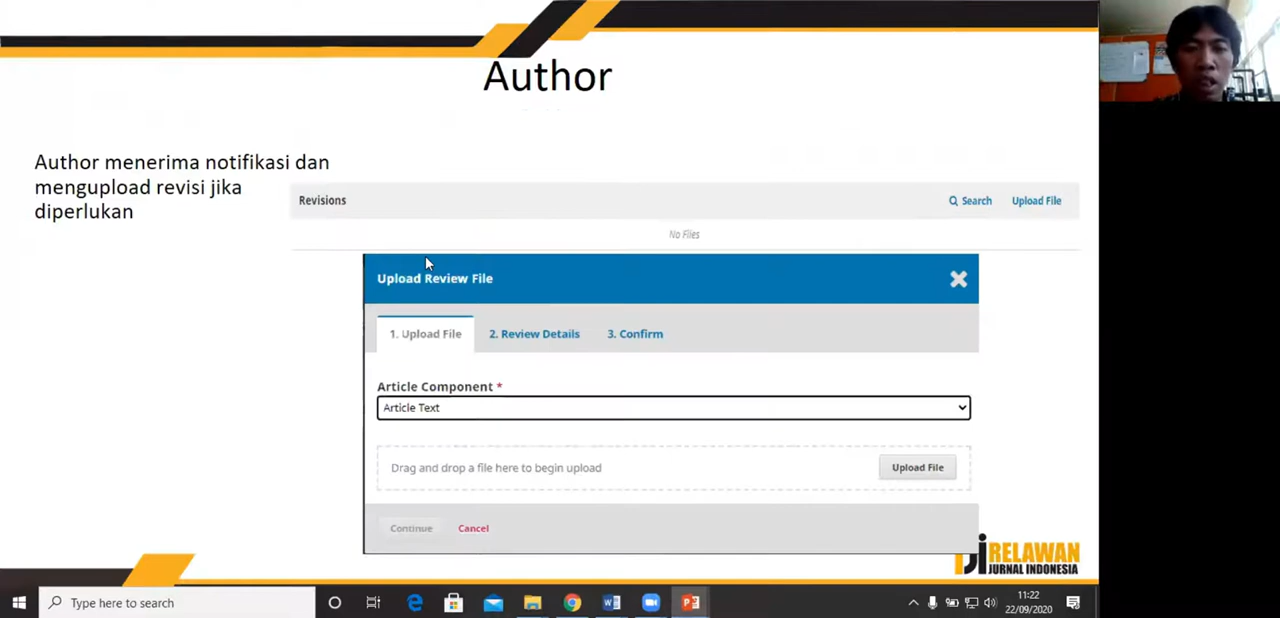 Author
Author menerima notifikasi dan
mengupload revisi jika
diperlukan
Revisions
Search
Upload File
No Files
Upload Review File
1. Upload File
2. Review Details
3. Confirm
Article Component *
Article Text
Drag and drop a file here to begin upload
Upload File
Continue
Cancel
RELAWAN
JURNAL INDONESIA
Type here to search
11:22
22/09/2020